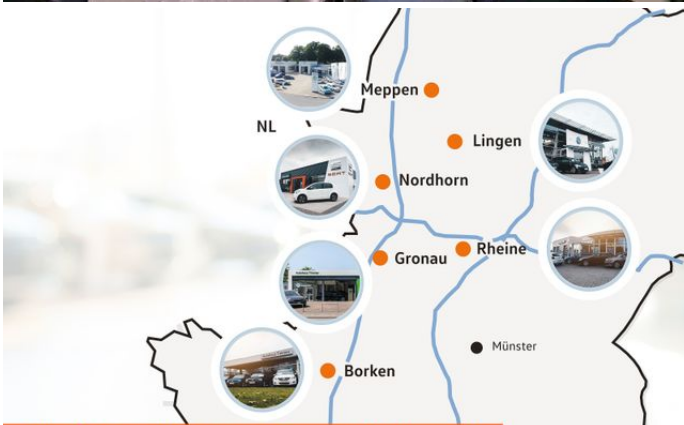 Meppen
NL
Lingen
Nordhorn
Gronau
Rheine
Münster
Borken